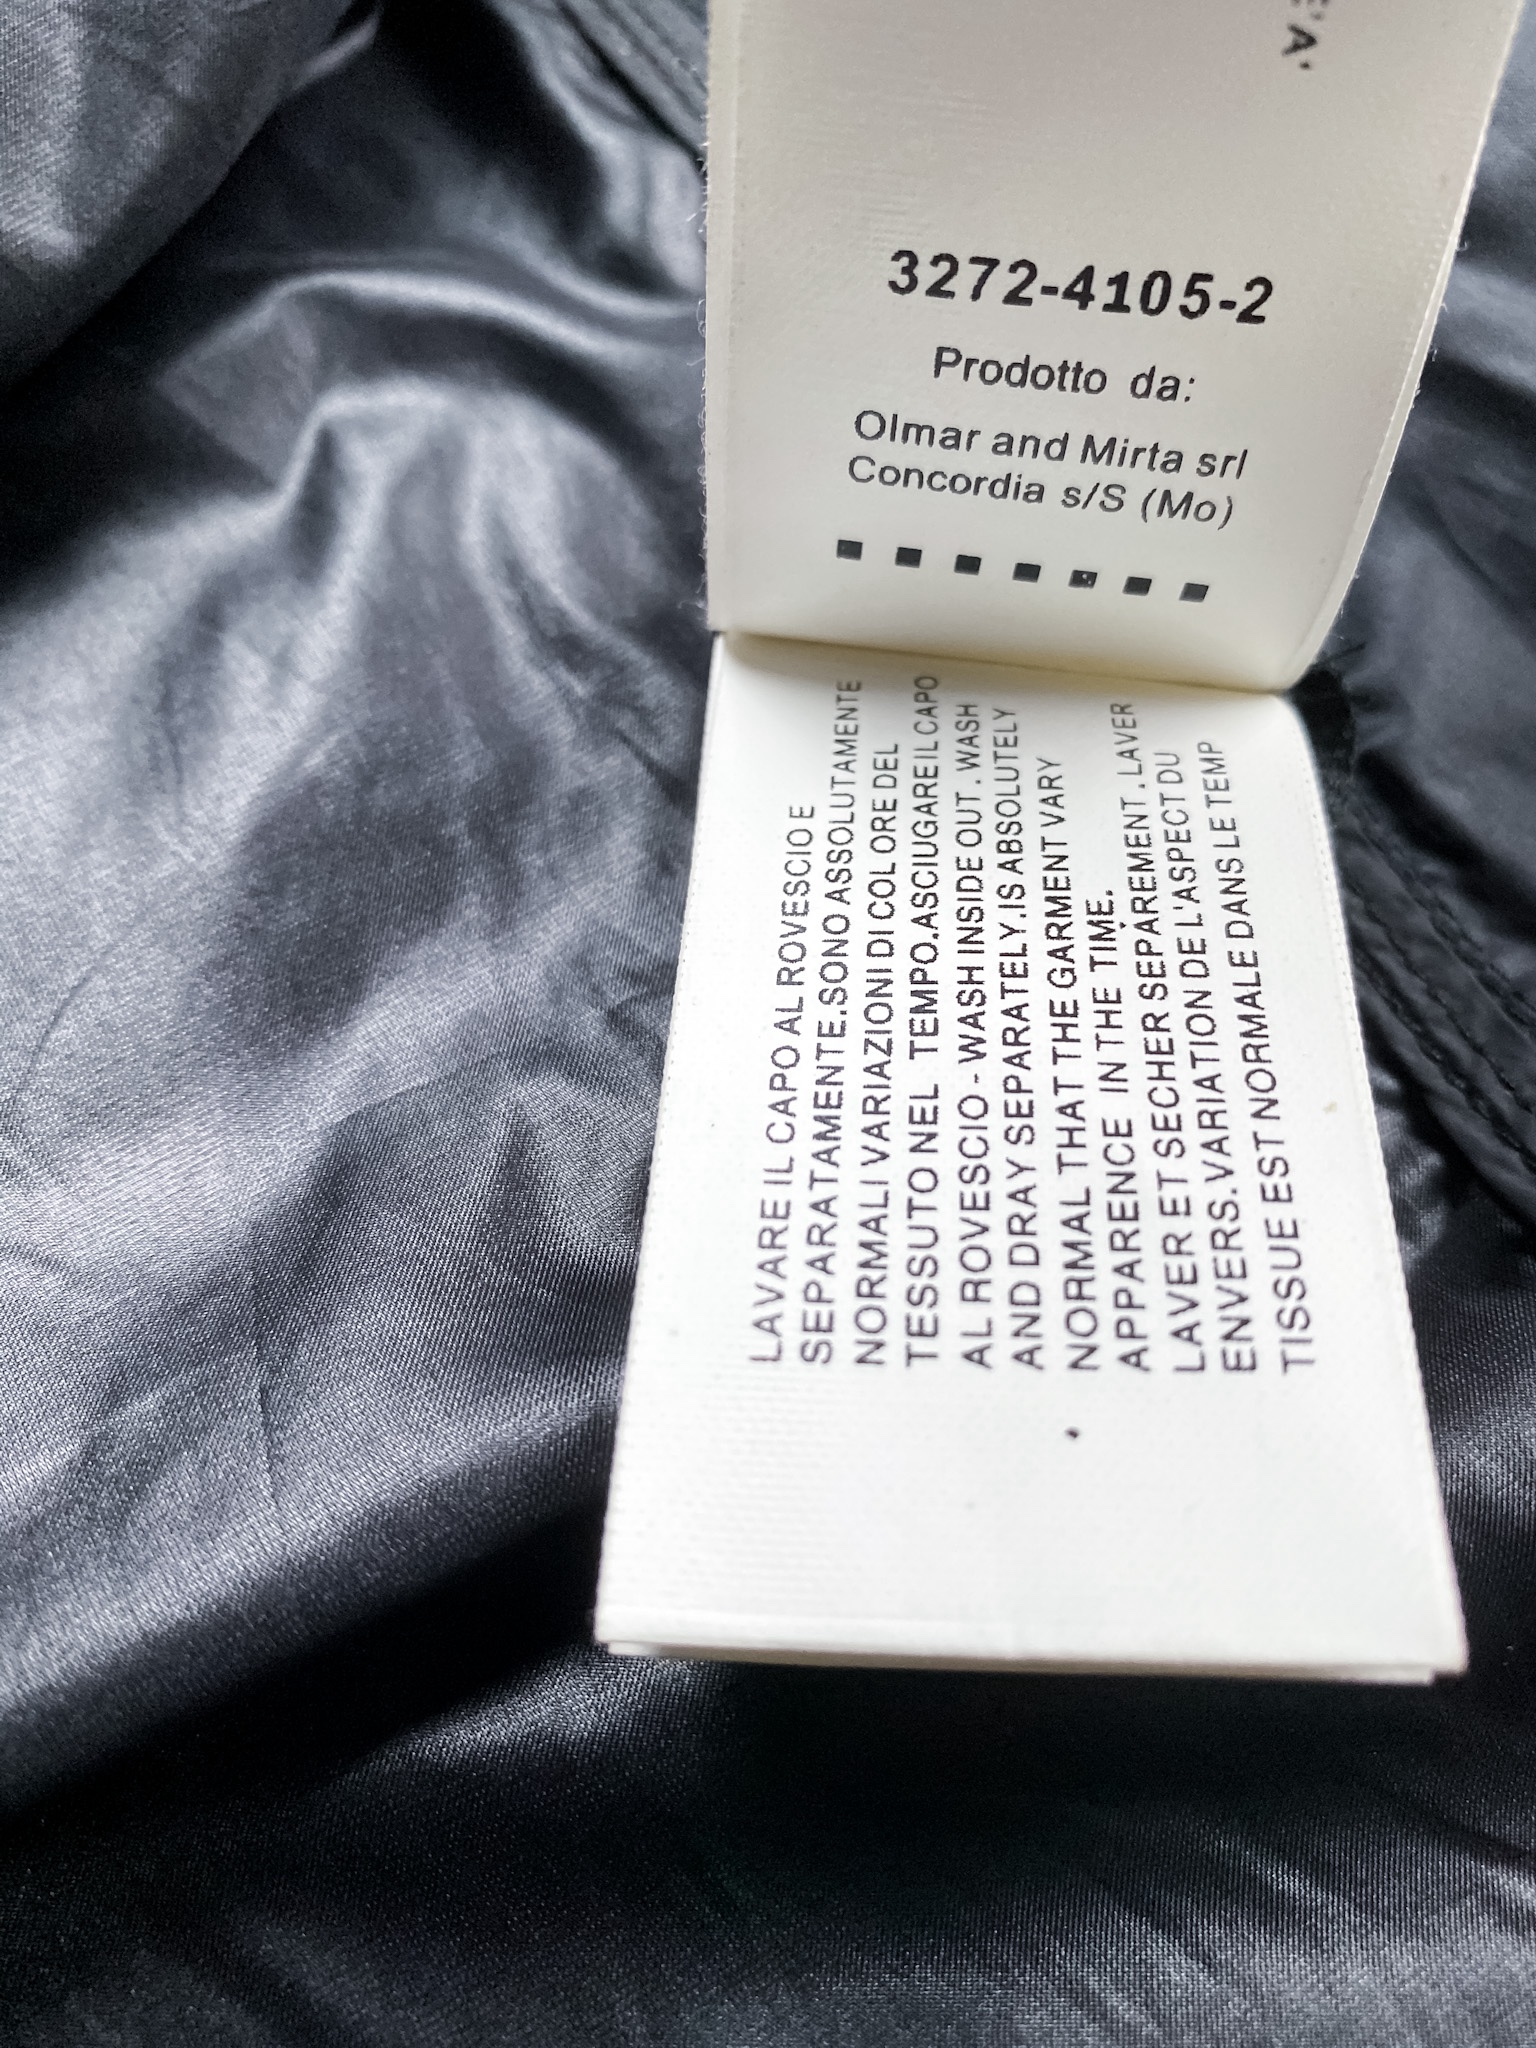 3272-4105-2
Prodotto da:
Olmar and Mirta srl
Concordia s/S (Mo)
LAVARE IL CAPO AL ROVESCIO E
SEPARATAMENTE.SONO ASSOLUTAMENTE
NORMALI VARIAZIONI DI COLORE DEL
TESSUTO NEL TEMPO.ASCIUGARE IL CAPO
AL ROVESCIO - WASH INSIDE OUT . WASH
AND DRAY SEPARATELY.IS ABSOLUTELY
NORMAL THAT THE GARMENT VARY
APPARENCE IN THE TIME.
LAVER ET SECHER SEPAREMENT . LAVER
ENVERS.VARIATION DE L'ASPECT DU
TISSUE EST NORMALE DANS LE TEMP